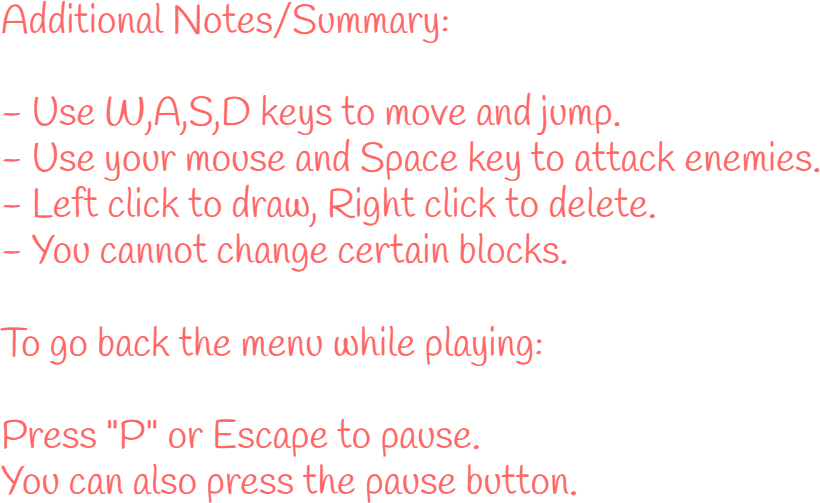 Additional Notes/Summary:
- Use W,A,S,D keys to move and jump.
- Use your mouse and Space key to attack enemies.
- Left click to draw, Right click to delete.
- You cannot change certain blocks.
To go back the menu while playing:
Press "P" or Escape to pause.
You can also press the pause button.